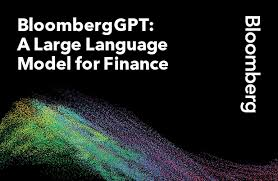 BloombergGPT:
A Large Language
Model for Finance
Bloomberg